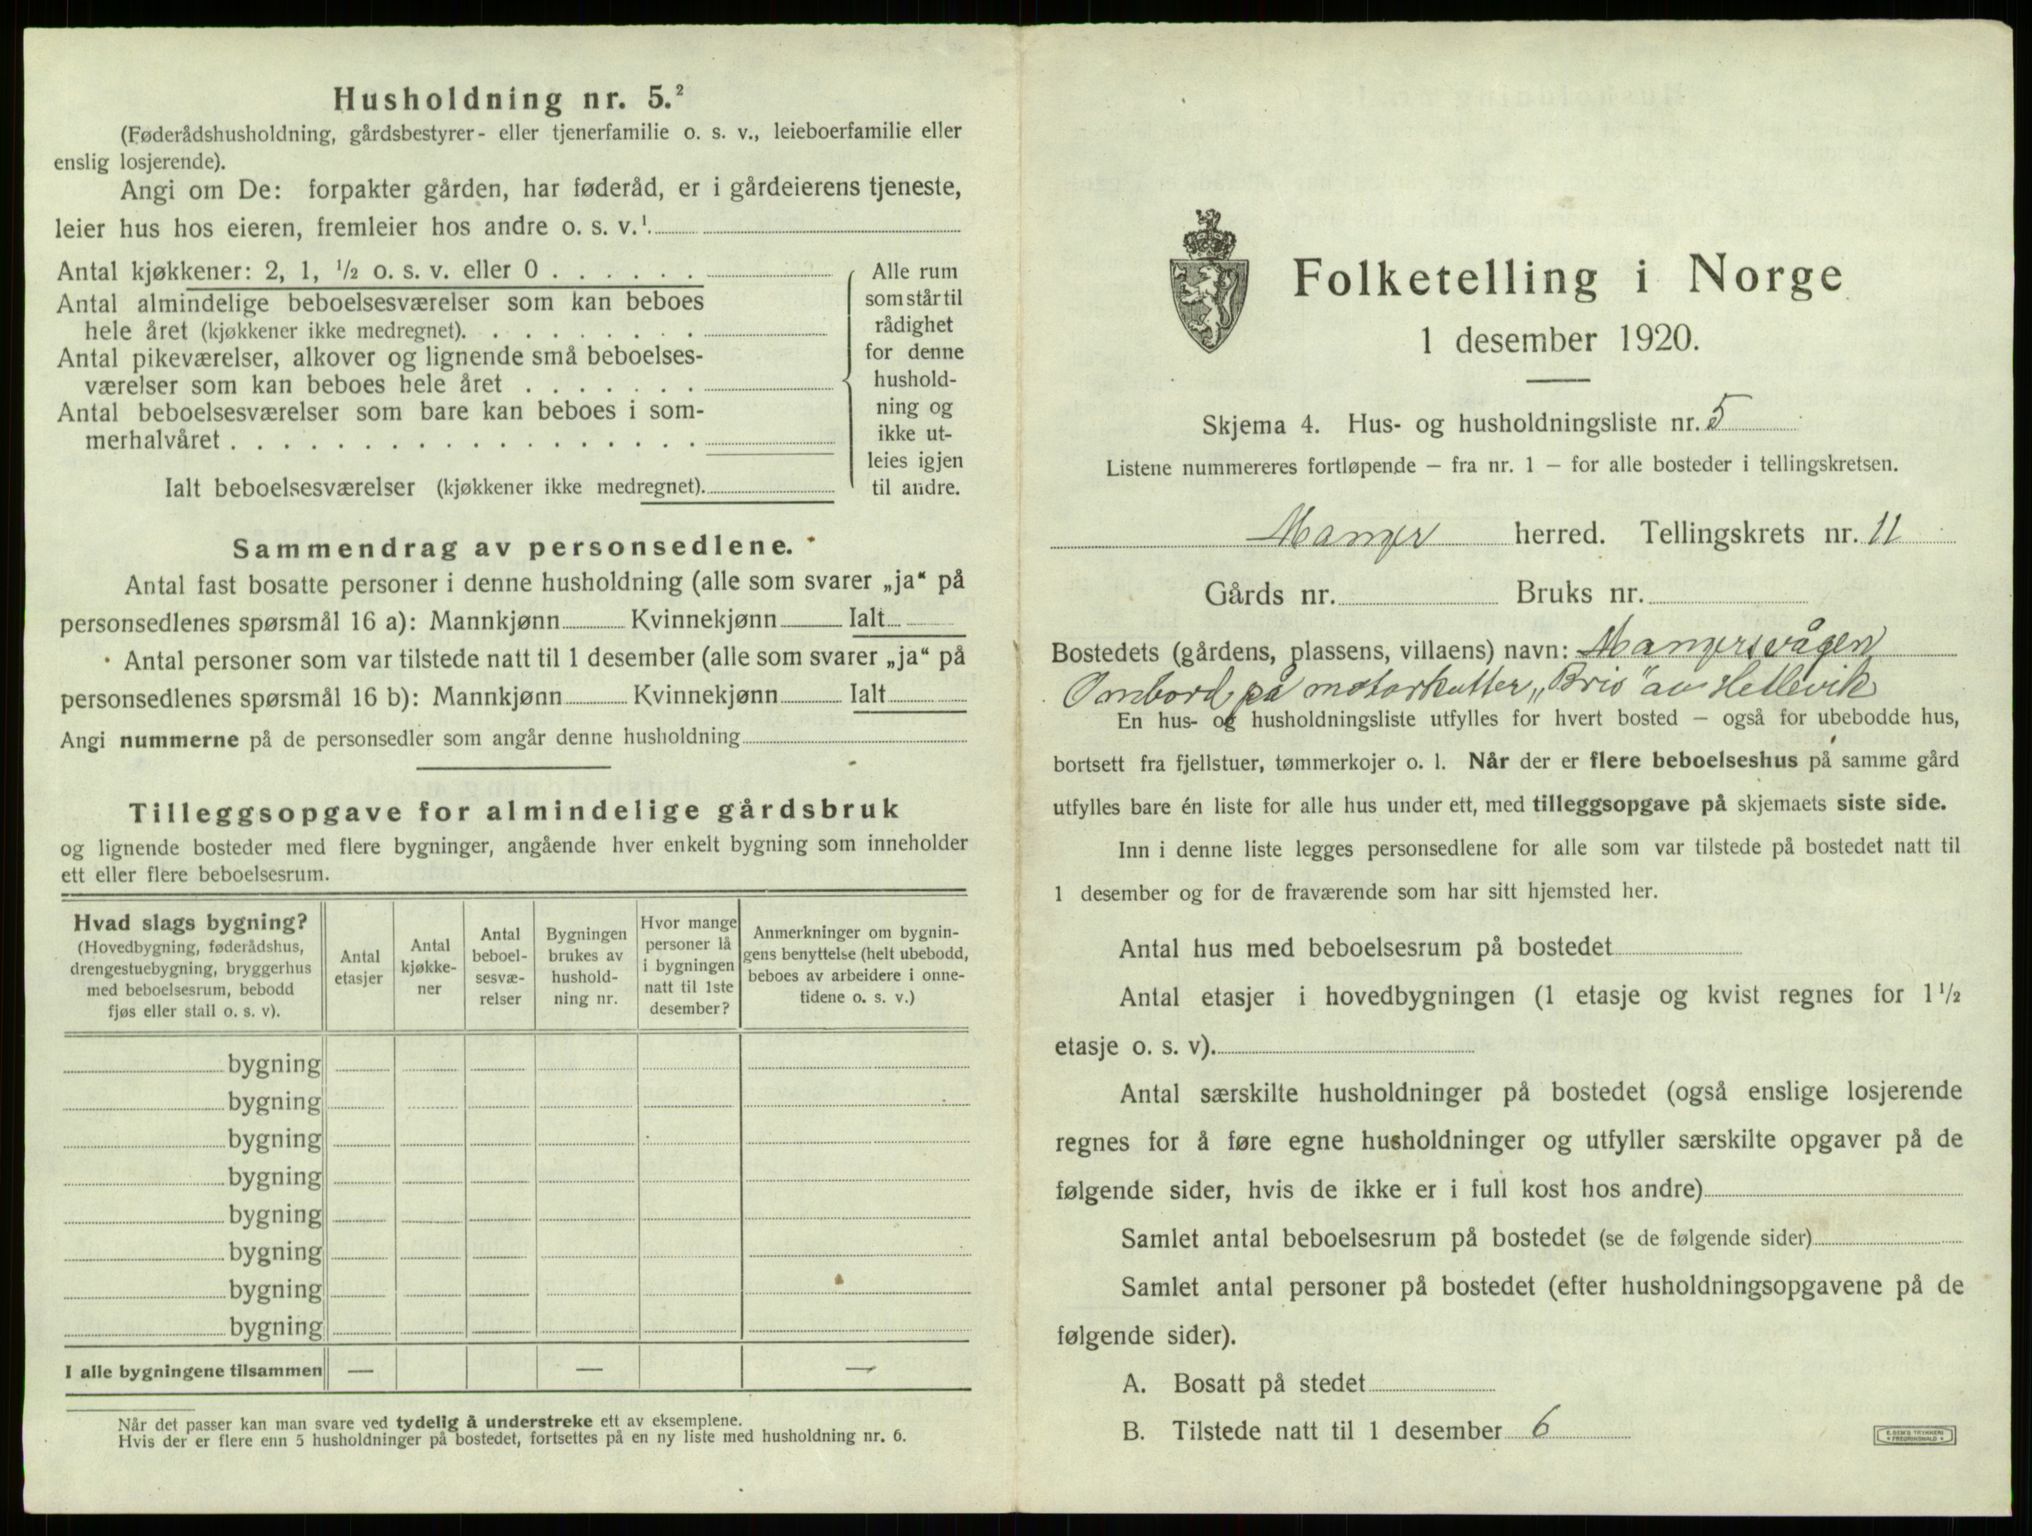 Husholdning nr. 5.²
(Føderådshusholdning, gårdsbestyrer- eller tjenerfamilie o. s. v., leieboerfamilie eller
enslig losjerende).
Angi om De: forpakter gården, har føderåd, er i gårdeierens tjeneste,
leier hus hos eieren, fremleier hos andre o. s. v.¹
Antal kjøkkener: 2, 1, ½ o. s. v. eller 0 . . . . . .
Antal almindelige beboelsesværelser som kan beboes
hele året (kjøkkener ikke medregnet). . . . . . . . .
Antal pikeværelser, alkover og lignende små beboelses-
værelser som kan beboes hele året . . . . . . .
Antal beboelsesværelser som bare kan beboes i som-
merhalvåret . . . . . . . . . . . . . . . . . .
Ialt beboelsesværelser (kjøkkener ikke medregnet).
Alle rum
som står til
rådighet
for denne
hushold-
ning og
ikke ut-
leies igjen
til andre.
Sammendrag av personsedlene.
Antal fast bosatte personer i denne husholdning (alle som svarer „ja“ på
personsedlenes spørsmål 16 a): Mannkjønn Kvinnekjønn Ialt
Antal personer som var tilstede natt til 1 desember (alle som svarer „ja“ på
personsedlenes spørsmål 16 b): Mannkjønn Kvinnekjønn Ialt
Angi nummerne på de personsedler som angår denne husholdning
Tilleggsopgave for almindelige gårdsbruk
og lignende bosteder med flere bygninger, angående hver enkelt bygning som inneholder
ett eller flere beboelsesrum.
Hvad slags bygning?
(Hovedbygning, føderådshus,
drengestuebygning, bryggerhus
med beboelsesrum, bebodd
fjøs eller stall o. s. v).
Antal
etasjer
Antal
kjøkke-
ner
Antal
beboel-
sesvæ-
relser
Bygningen
brukes av
hushold-
ning nr.
Hvor mange
personer lå
i bygningen
natt til 1ste
desember?
Anmerkninger om bygnin-
gens benyttelse (helt ubebodd,
beboes av arbeidere i onne-
tidene o. s. v.)
bygning
bygning
bygning
bygning
bygning
bygning
bygning
bygning
I alle bygningene tilsammen — — —
Når det passer kan man svare ved tydelig å understreke ett av eksemplene.
Hvis der er flere enn 5 husholdninger på bostedet, fortsettes på en ny liste med husholdning nr. 6.
Folketelling i Norge
1 desember 1920.
Skjema 4. Hus- og husholdningsliste nr. 5
Listene nummereres fortløpende – fra nr. 1 – for alle bosteder i tellingskretsen.
Manger herred. Tellingskrets nr. 11
Gårds nr. Bruks nr.
Bostedets (gårdens, plassens, villaens) navn: Mangersvågen
Ombord på motorkutter „Bris“ av Hellevik
En hus- og husholdningsliste utfylles for hvert bosted – også for ubebodde hus,
bortsett fra fjellstuer, tømmerkojer o. l. Når der er flere beboelseshus på samme gård
utfylles bare én liste for alle hus under ett, med tilleggsopgave på skjemaets siste side.
Inn i denne liste legges personsedlene for alle som var tilstede på bostedet natt til
1 desember og for de fraværende som har sitt hjemsted her.
Antal hus med beboelsesrum på bostedet
Antal etasjer i hovedbygningen (1 etasje og kvist regnes for 1½
etasje o. s. v).
Antal særskilte husholdninger på bostedet (også enslige losjerende
regnes for å føre egne husholdninger og utfyller særskilte opgaver på de
følgende sider, hvis de ikke er i full kost hos andre)
Samlet antal beboelsesrum på bostedet (se de følgende sider)
Samlet antal personer på bostedet (efter husholdningsopgavene på de
følgende sider).
A. Bosatt på stedet
B. Tilstede natt til 1 desember 6
E. SEM'S TRYKKERI
FREDRIKSHALD